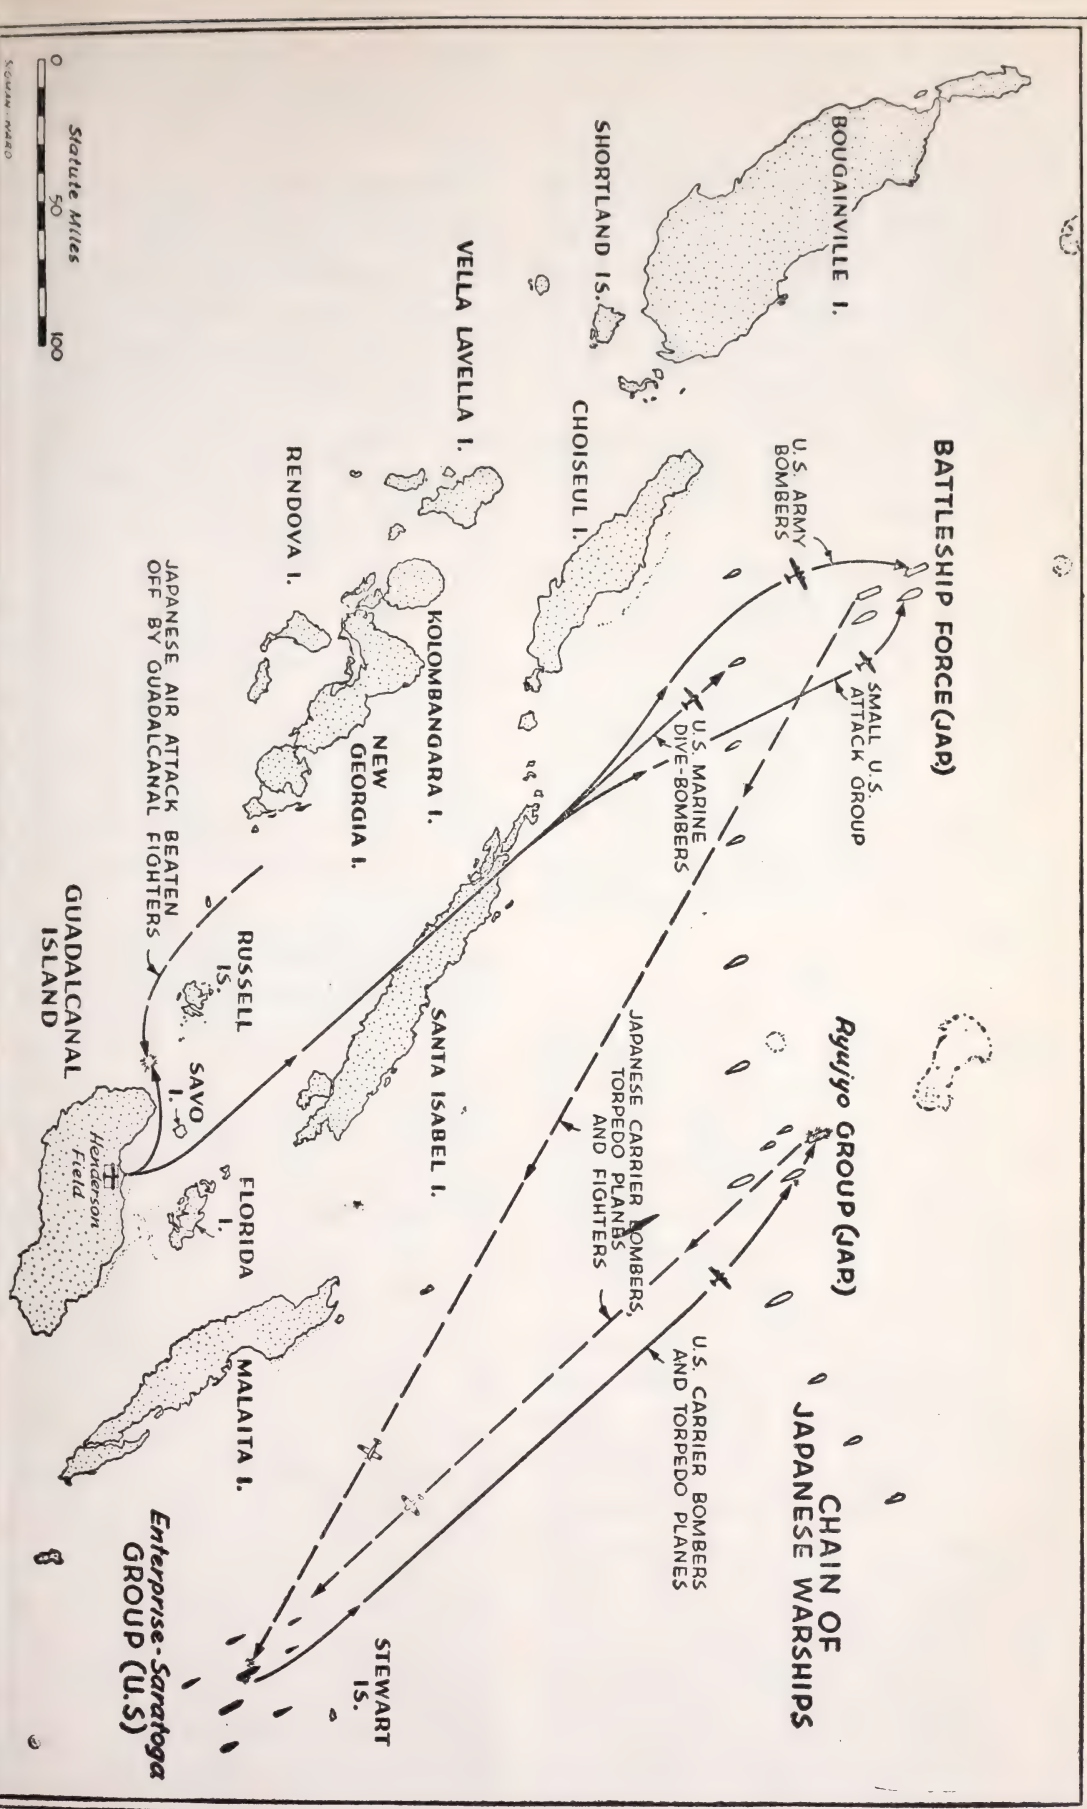 BATTLESHIP FORCE (JAP.)
Ryujyo GROUP (JAP.)
CHAIN OF
JAPANESE WARSHIPS
BOUGAINVILLE I.
U.S. ARMY
BOMBERS
SMALL U.S.
ATTACK GROUP
SHORTLAND IS.
CHOISEUL I.
U.S. MARINE
DIVE-BOMBERS
JAPANESE CARRIER BOMBERS,
TORPEDO PLANES
AND FIGHTERS
U.S. CARRIER BOMBERS
AND TORPEDO PLANES
VELLA LAVELLA I.
KOLOMBANGARA I.
SANTA ISABEL I.
STEWART
IS.
RENDOVA I.
NEW
GEORGIA I.
RUSSELL
IS.
FLORIDA
I.
MALAITA I.
SAVO
I.
JAPANESE AIR ATTACK BEATEN
OFF BY GUADALCANAL FIGHTERS
Enterprise-Saratoga
GROUP (U.S)
GUADALCANAL
ISLAND
Henderson
Field
Statute Miles
0 50 100
SIGMAN-WARD